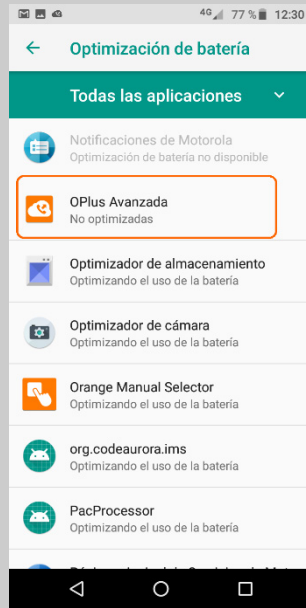 4G 77 % 12:30
Optimización de batería
Todas las aplicaciones
Notificaciones de Motorola
Optimización de batería no disponible
OPlus Avanzada
No optimizadas
Optimizador de almacenamiento
Optimizando el uso de la batería
Optimizador de cámara
Optimizando el uso de la batería
Orange Manual Selector
Optimizando el uso de la batería
org.codeaurora.ims
Optimizando el uso de la batería
PacProcessor
Optimizando el uso de la batería